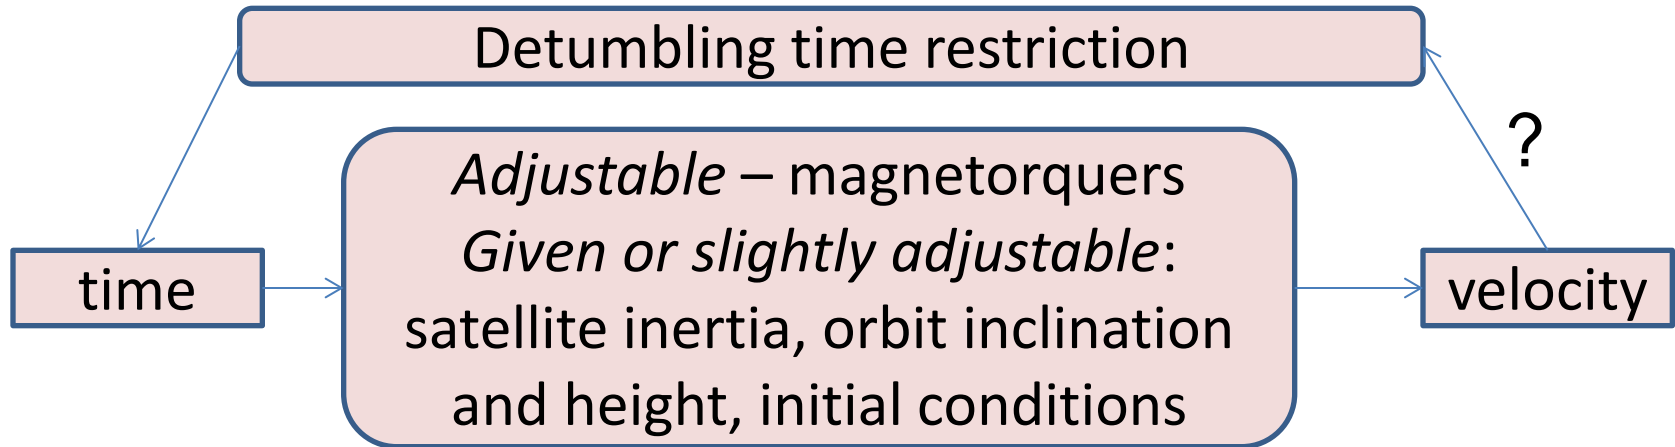 Detumbling time restriction
?
Adjustable – magnetorquers
Given or slightly adjustable:
satellite inertia, orbit inclination
and height, initial conditions
time
velocity